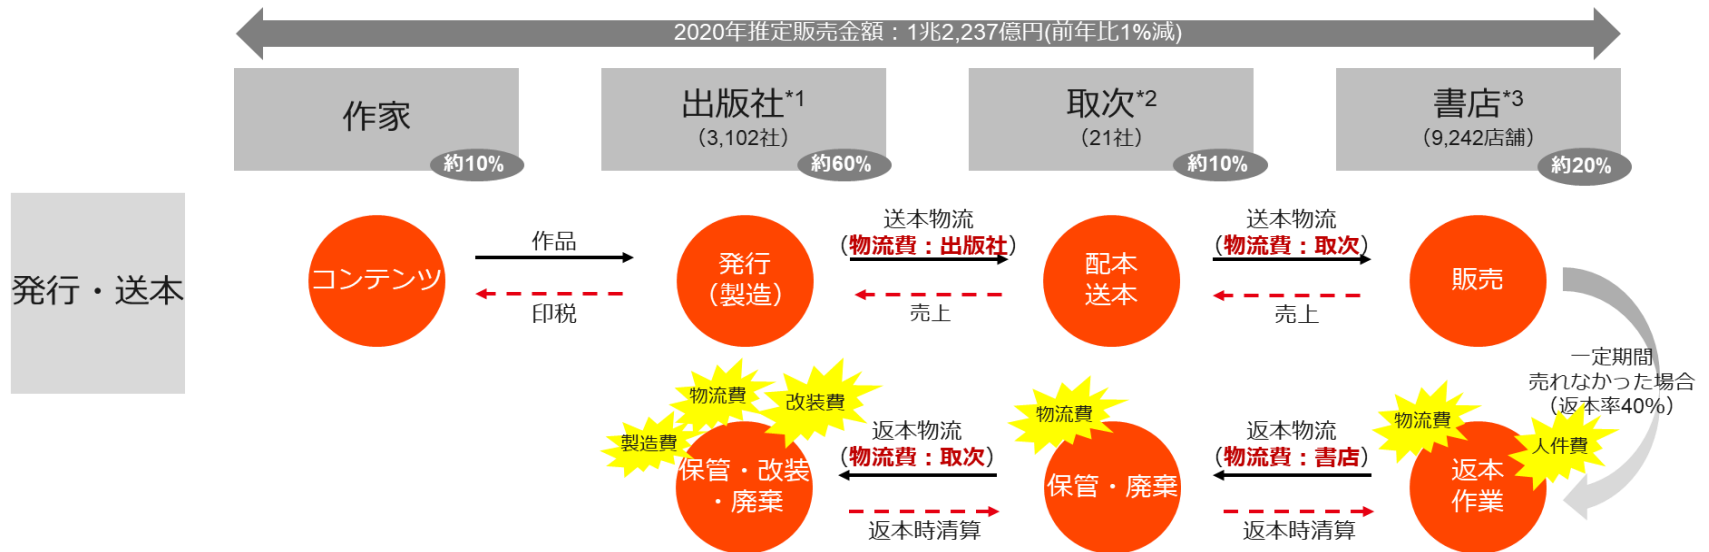 2020年推定販売金額：1兆2,237億円(前年比1%減)
作家
約10%
出版社*1
（3,102社）
約60%
取次*2
（21社）
約10%
書店*3
（9,242店舗）
約20%
発行・送本
コンテンツ
作品
印税
発行
（製造）
送本物流
（物流費：出版社）
売上
配本
送本
送本物流
（物流費：取次）
売上
販売
一定期間
売れなかった場合
（返本率40%）
製造費
物流費
改装費
保管・改装
・廃棄
返本物流
（物流費：取次）
返本時清算
物流費
保管・廃棄
返本物流
（物流費：書店）
返本時清算
物流費
人件費
返本
作業